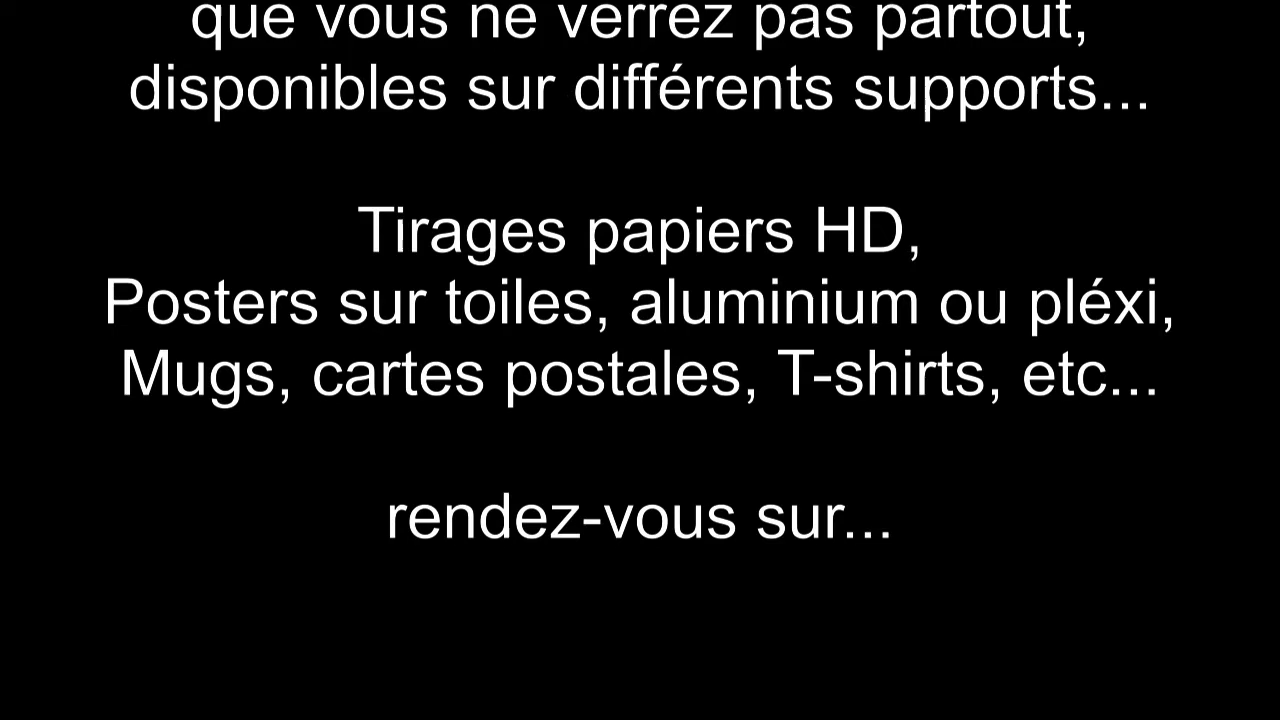 que vous ne verrez pas partout,
disponibles sur différents supports...
Tirages papiers HD,
Posters sur toiles, aluminium ou pléxi,
Mugs, cartes postales, T-shirts, etc...
rendez-vous sur...